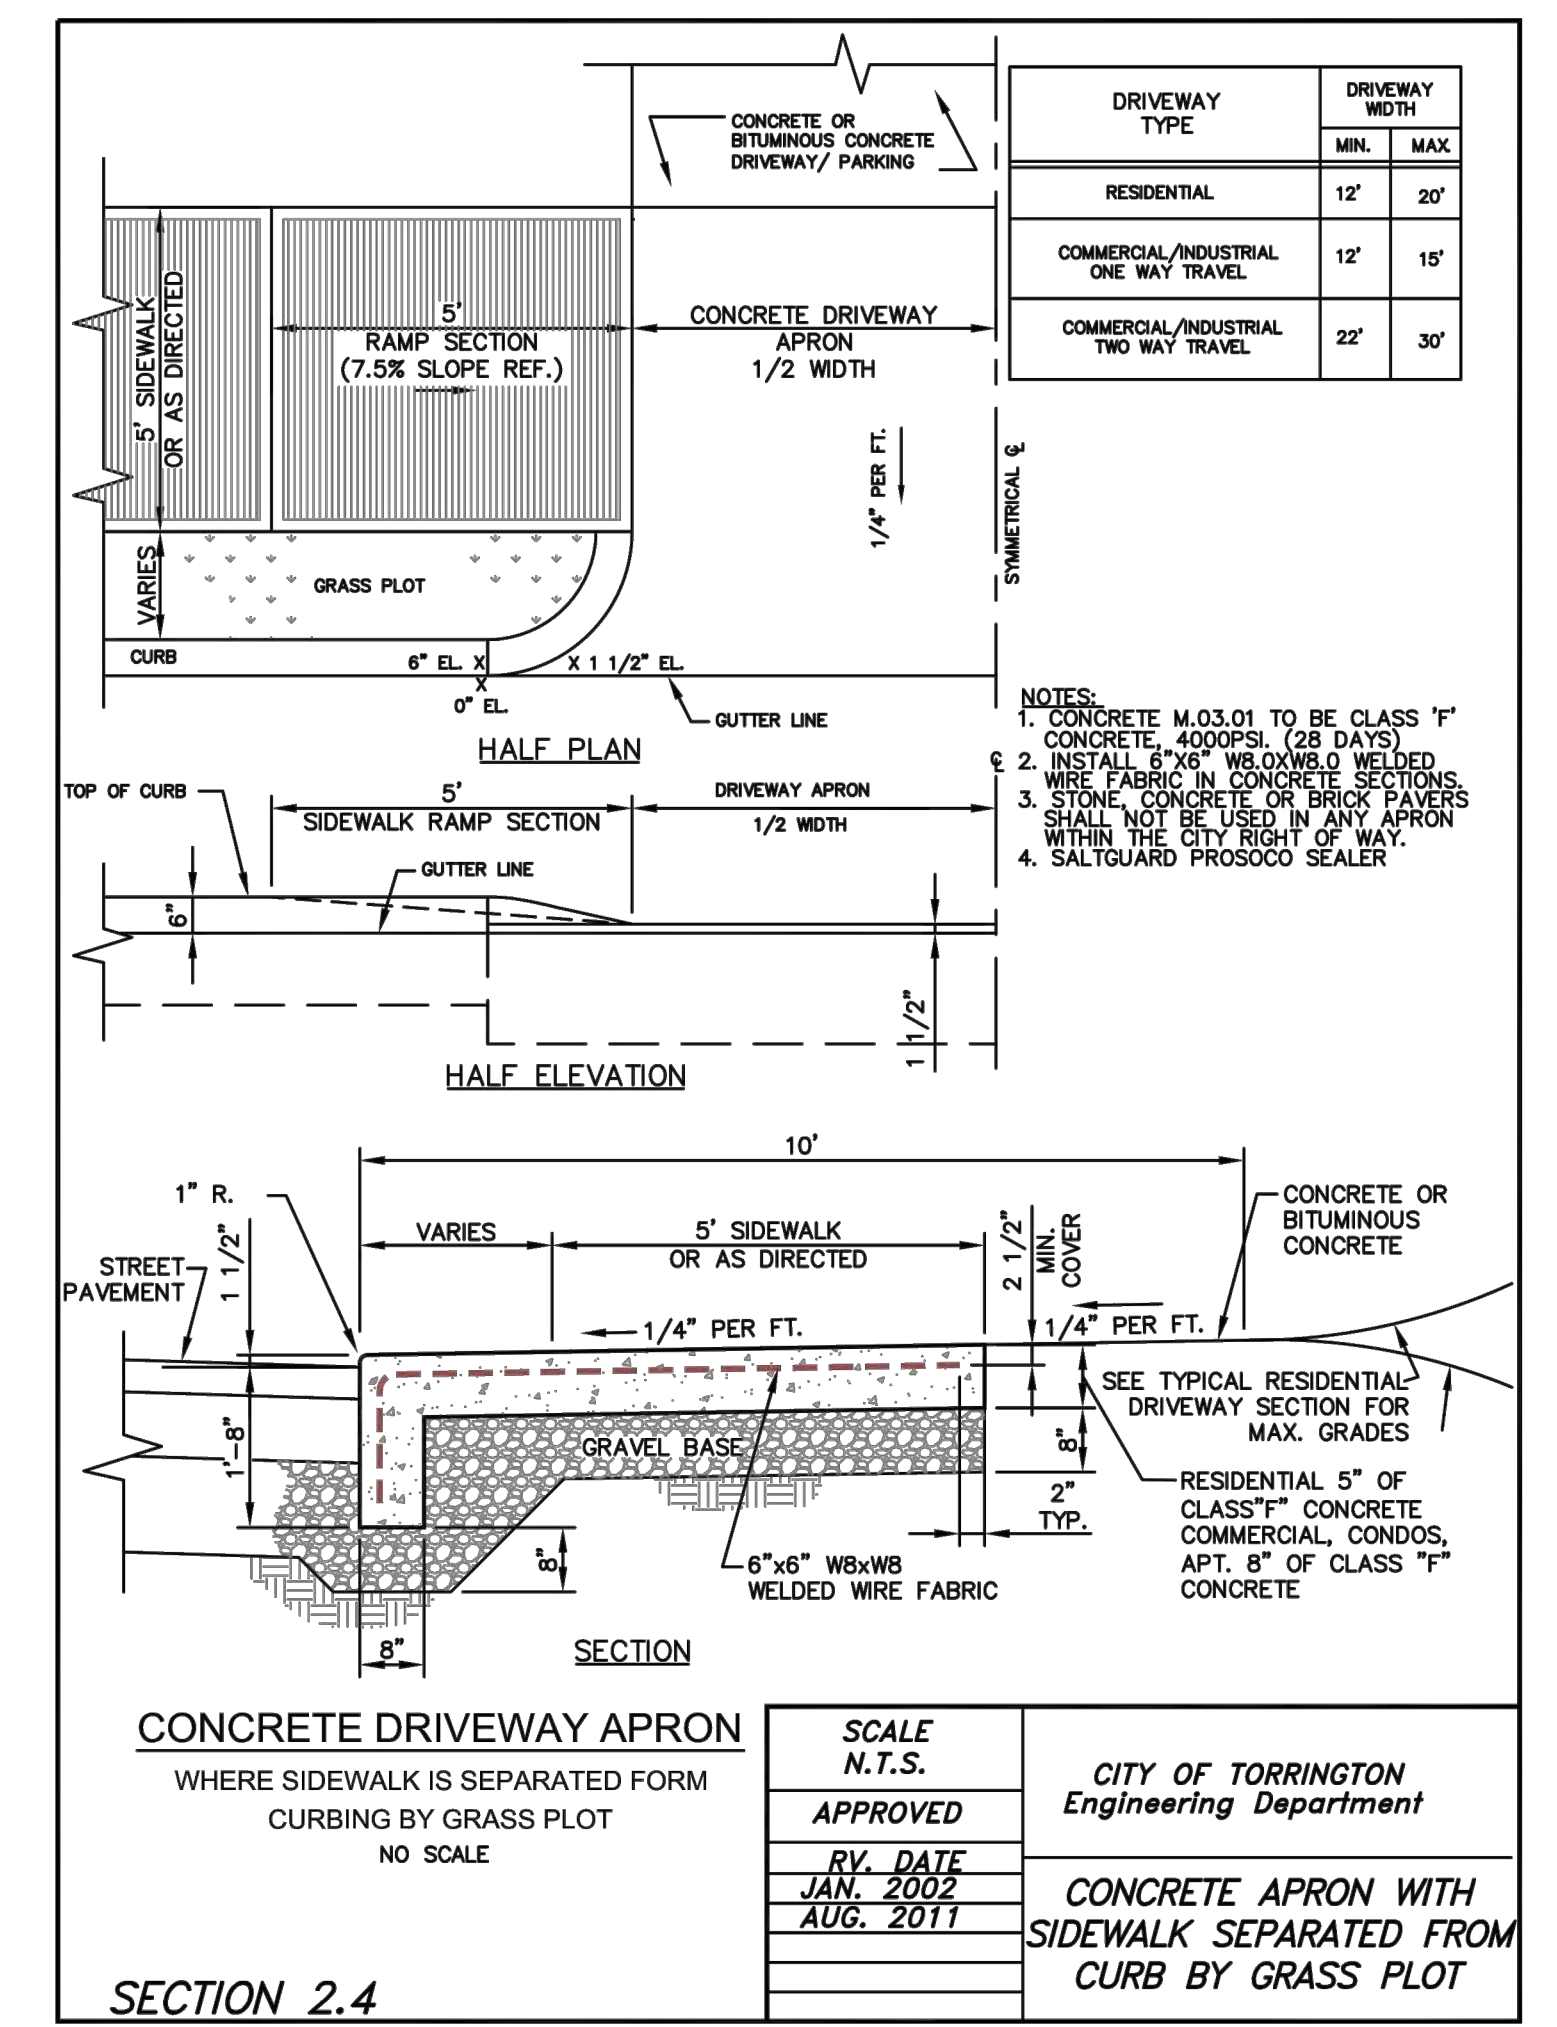 CONCRETE OR
BITUMINOUS CONCRETE
DRIVEWAY/ PARKING
DRIVEWAY
TYPE
DRIVEWAY
WIDTH
MIN.
MAX.
RESIDENTIAL
12'
20'
COMMERCIAL/INDUSTRIAL
ONE WAY TRAVEL
12'
15'
COMMERCIAL/INDUSTRIAL
TWO WAY TRAVEL
22'
30'
5' SIDEWALK
OR AS DIRECTED
5'
RAMP SECTION
(7.5% SLOPE REF.)
CONCRETE DRIVEWAY
APRON
1/2 WIDTH
1/4" PER FT.
SYMMETRICAL ℄
VARIES
GRASS PLOT
CURB
6" EL. X
X 1 1/2" EL.
X
0" EL.
GUTTER LINE
HALF PLAN
NOTES:
1. CONCRETE M.03.01 TO BE CLASS 'F'
CONCRETE, 4000PSI. (28 DAYS)
2. INSTALL 6"X6" W8.0XW8.0 WELDED
WIRE FABRIC IN CONCRETE SECTIONS.
3. STONE, CONCRETE OR BRICK PAVERS
SHALL NOT BE USED IN ANY APRON
WITHIN THE CITY RIGHT OF WAY.
4. SALTGUARD PROSOCO SEALER
℄
TOP OF CURB
5'
SIDEWALK RAMP SECTION
DRIVEWAY APRON
1/2 WIDTH
GUTTER LINE
6"
1 1/2"
HALF ELEVATION
10'
1" R.
1 1/2"
STREET
PAVEMENT
VARIES
5' SIDEWALK
OR AS DIRECTED
2 1/2"
MIN.
COVER
CONCRETE OR
BITUMINOUS
CONCRETE
1/4" PER FT.
1/4" PER FT.
SEE TYPICAL RESIDENTIAL
DRIVEWAY SECTION FOR
MAX. GRADES
1'-8"
GRAVEL BASE
8"
2"
TYP.
RESIDENTIAL 5" OF
CLASS"F" CONCRETE
COMMERCIAL, CONDOS,
APT. 8" OF CLASS "F"
CONCRETE
8"
6"x6" W8xW8
WELDED WIRE FABRIC
8"
SECTION
CONCRETE DRIVEWAY APRON
WHERE SIDEWALK IS SEPARATED FORM
CURBING BY GRASS PLOT
NO SCALE
SECTION 2.4
SCALE
N.T.S.
APPROVED
RV. DATE
JAN. 2002
AUG. 2011
CITY OF TORRINGTON
Engineering Department
CONCRETE APRON WITH
SIDEWALK SEPARATED FROM
CURB BY GRASS PLOT